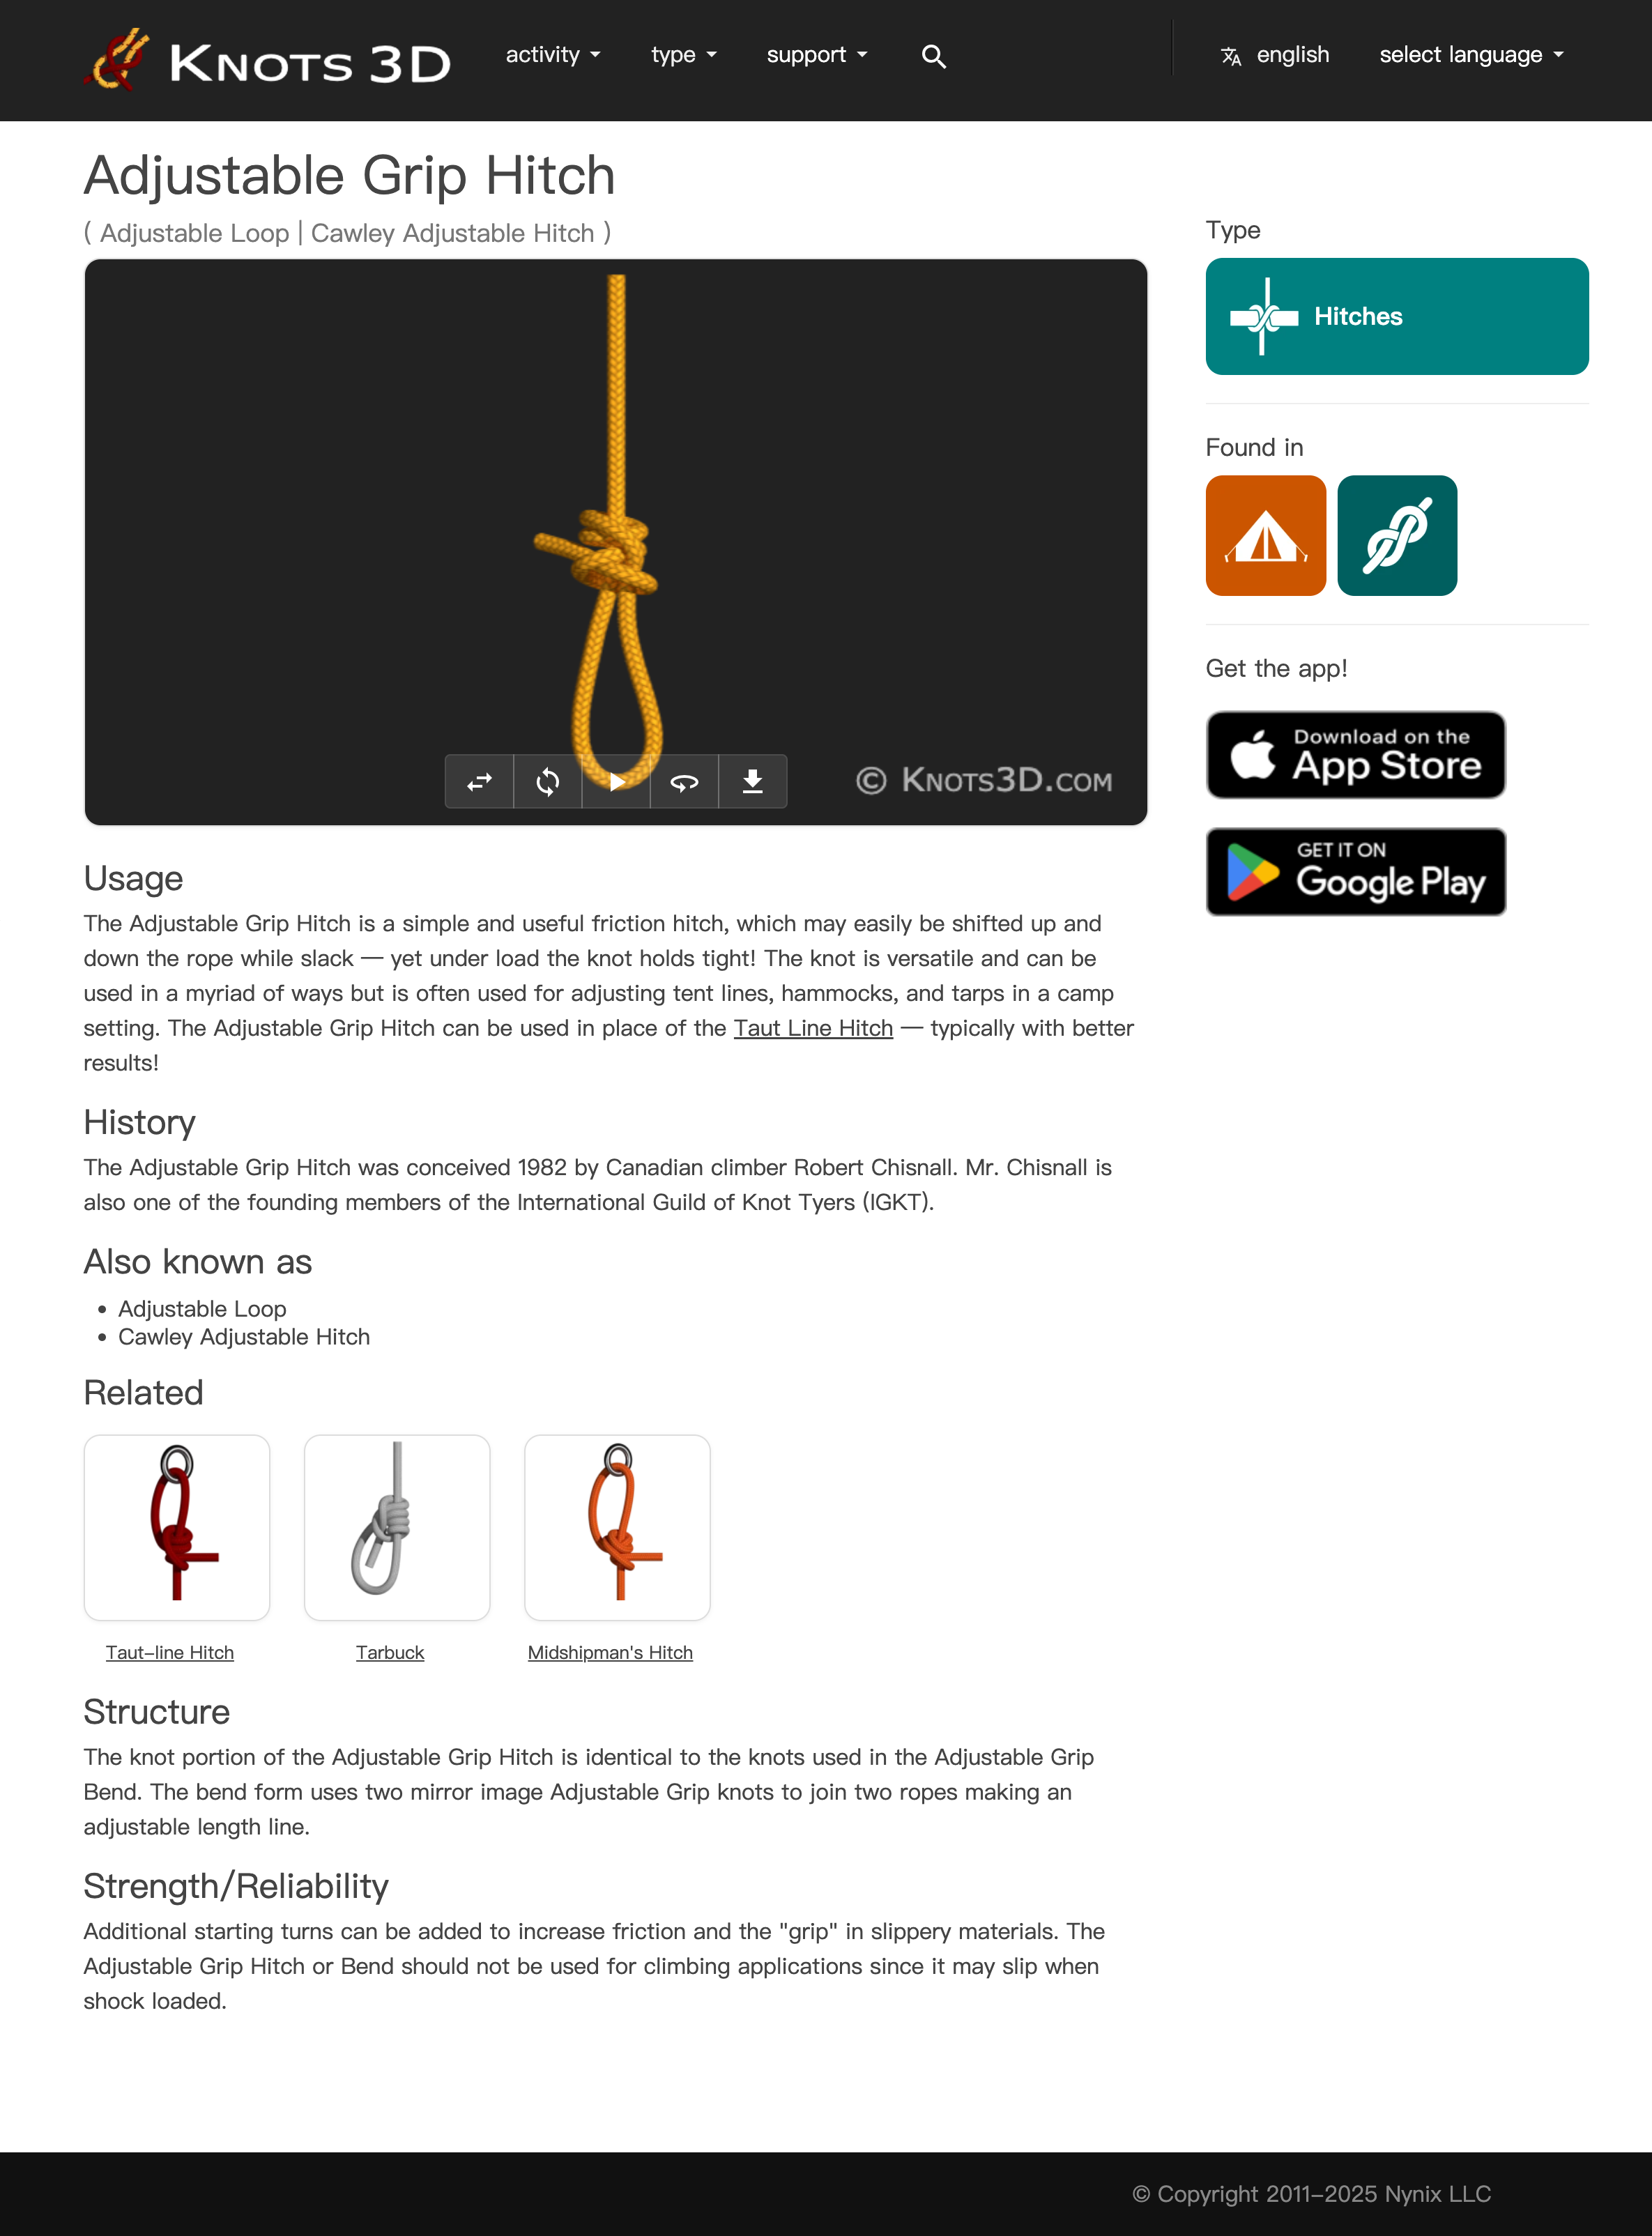 KNOTS 3D
activity
type
support
english
select language
Adjustable Grip Hitch
( Adjustable Loop | Cawley Adjustable Hitch )
© KNOTS3D.COM
Type
Hitches
Found in
Get the app!
Download on the
App Store
GET IT ON
Google Play
Usage
The Adjustable Grip Hitch is a simple and useful friction hitch, which may easily be shifted up and
down the rope while slack — yet under load the knot holds tight! The knot is versatile and can be
used in a myriad of ways but is often used for adjusting tent lines, hammocks, and tarps in a camp
setting. The Adjustable Grip Hitch can be used in place of the Taut Line Hitch — typically with better
results!
History
The Adjustable Grip Hitch was conceived 1982 by Canadian climber Robert Chisnall. Mr. Chisnall is
also one of the founding members of the International Guild of Knot Tyers (IGKT).
Also known as
• Adjustable Loop
• Cawley Adjustable Hitch
Related
Taut-line Hitch
Tarbuck
Midshipman's Hitch
Structure
The knot portion of the Adjustable Grip Hitch is identical to the knots used in the Adjustable Grip
Bend. The bend form uses two mirror image Adjustable Grip knots to join two ropes making an
adjustable length line.
Strength/Reliability
Additional starting turns can be added to increase friction and the "grip" in slippery materials. The
Adjustable Grip Hitch or Bend should not be used for climbing applications since it may slip when
shock loaded.
© Copyright 2011-2025 Nynix LLC